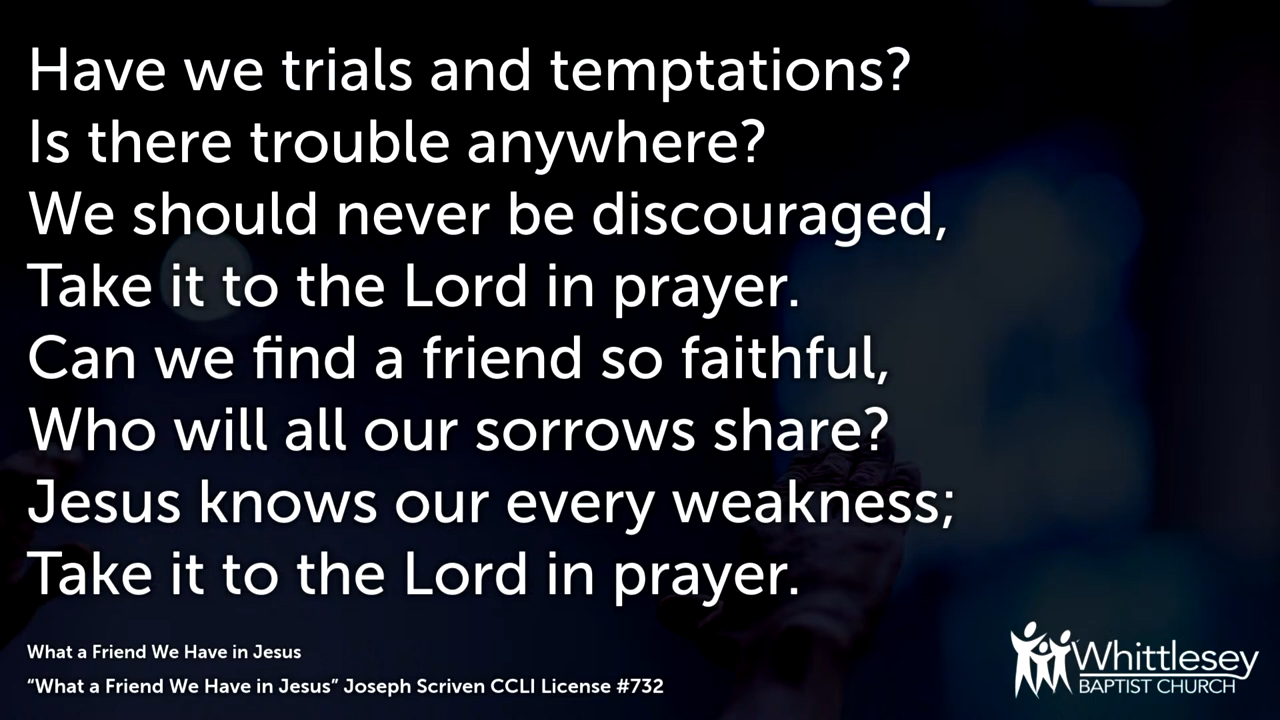 Have we trials and temptations?
Is there trouble anywhere?
We should never be discouraged,
Take it to the Lord in prayer.
Can we find a friend so faithful,
Who will all our sorrows share?
Jesus knows our every weakness;
Take it to the Lord in prayer.
What a Friend We Have in Jesus
“What a Friend We Have in Jesus” Joseph Scriven CCLI License #732
Whittlesey
BAPTIST CHURCH